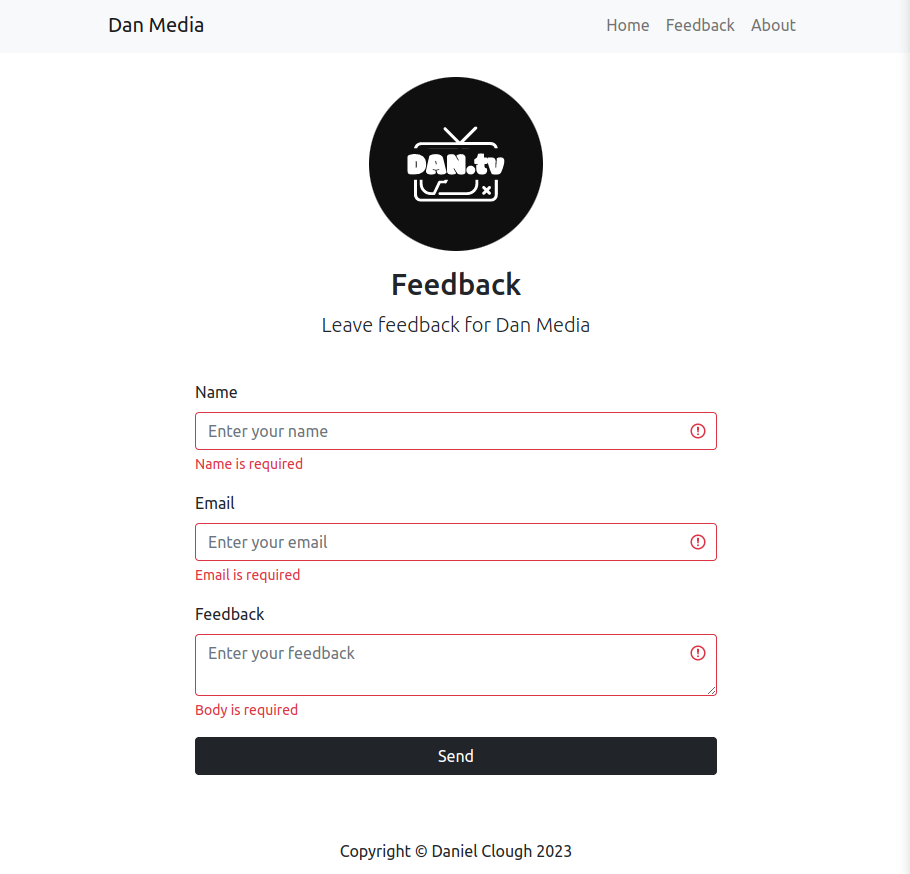 Dan Media
Home Feedback About
DAN.tv
Feedback
Leave feedback for Dan Media
Name
Enter your name
Name is required
Email
Enter your email
Email is required
Feedback
Enter your feedback
Body is required
Send
Copyright © Daniel Clough 2023